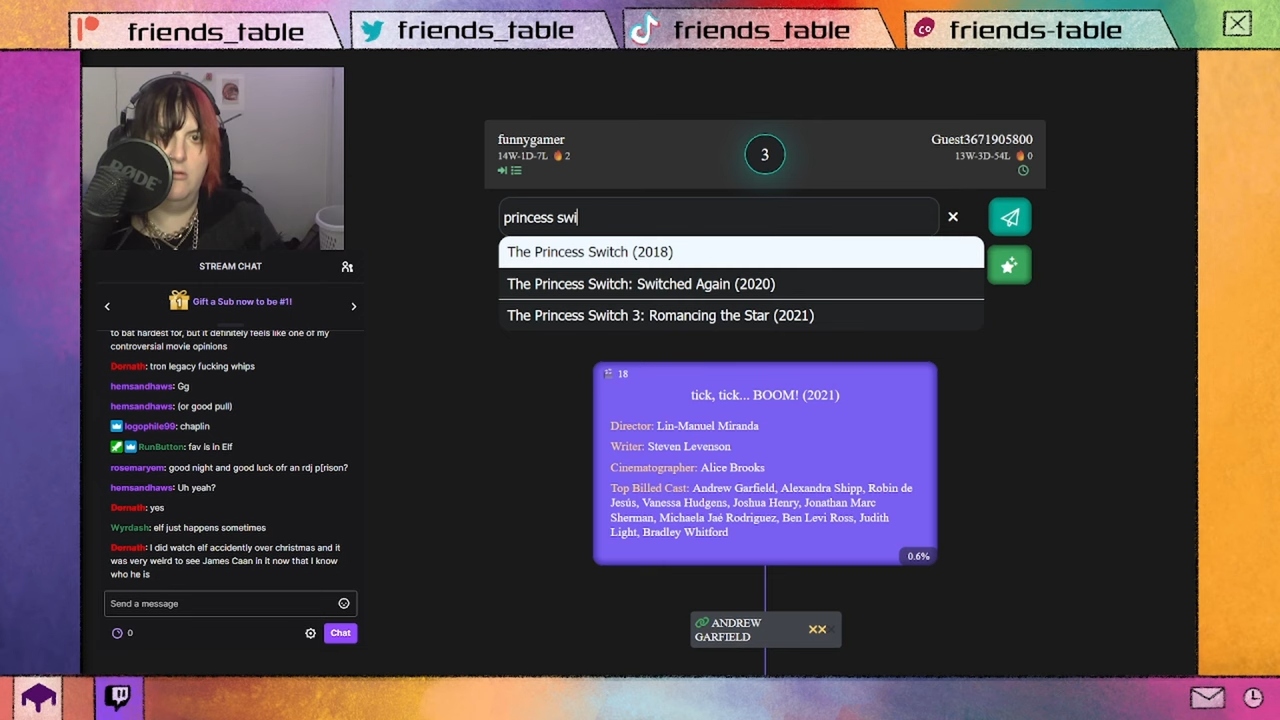 friends_table
friends_table
friends_table
friends-table
RØDE
STREAM CHAT
1
Gift a Sub now to be #1!
to bat hardest for, but it definitely feels like one of my
controversial movie opinions
Dornath: tron legacy fucking whips
hemsandhaws: Gg
hemsandhaws: (or good pull)
logophile99: chaplin
RunButton: fav is in Elf
rosemaryem: good night and good luck ofr an rdj p[rison?
hemsandhaws: Uh yeah?
Dornath: yes
Wyrdash: elf just happens sometimes
Dornath: I did watch elf accidently over christmas and it
was very weird to see James Caan in it now that I know
who he is
Send a message
0
Chat
funnygamer
14W-1D-7L 2
3
Guest3671905800
13W-3D-54L 0
princess swi
The Princess Switch (2018)
The Princess Switch: Switched Again (2020)
The Princess Switch 3: Romancing the Star (2021)
18
tick, tick... BOOM! (2021)
Director: Lin-Manuel Miranda
Writer: Steven Levenson
Cinematographer: Alice Brooks
Top Billed Cast: Andrew Garfield, Alexandra Shipp, Robin de
Jesús, Vanessa Hudgens, Joshua Henry, Jonathan Marc
Sherman, Michaela Jaé Rodriguez, Ben Levi Ross, Judith
Light, Bradley Whitford
0.6%
ANDREW
GARFIELD